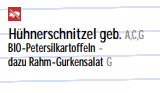 Hühnerschnitzel geb. A,C,G
BIO-Petersilkartoffeln -
dazu Rahm-Gurkensalat G